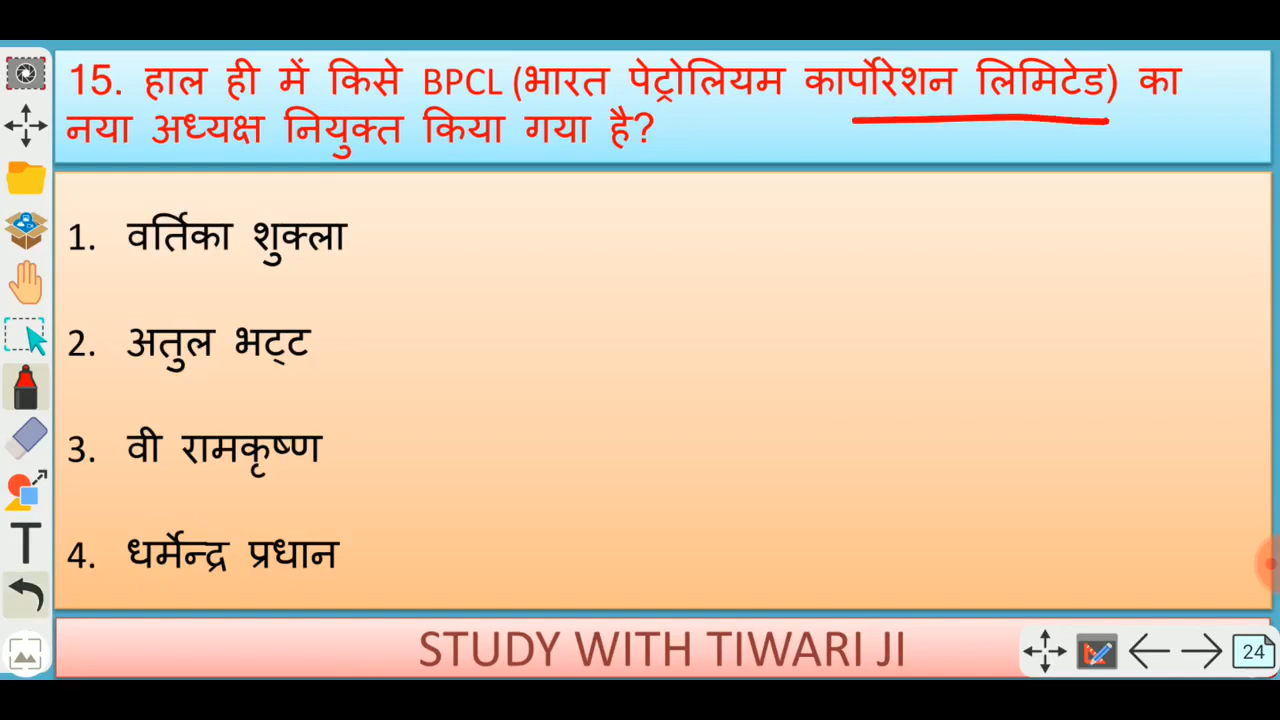 15. हाल ही में किसे BPCL (भारत पेट्रोलियम कार्पोरेशन लिमिटेड) का
नया अध्यक्ष नियुक्त किया गया है?
1. वर्तिका शुक्ला
2. अतुल भट्ट
3. वी रामकृष्ण
4. धर्मेन्द्र प्रधान
STUDY WITH TIWARI JI
T
24